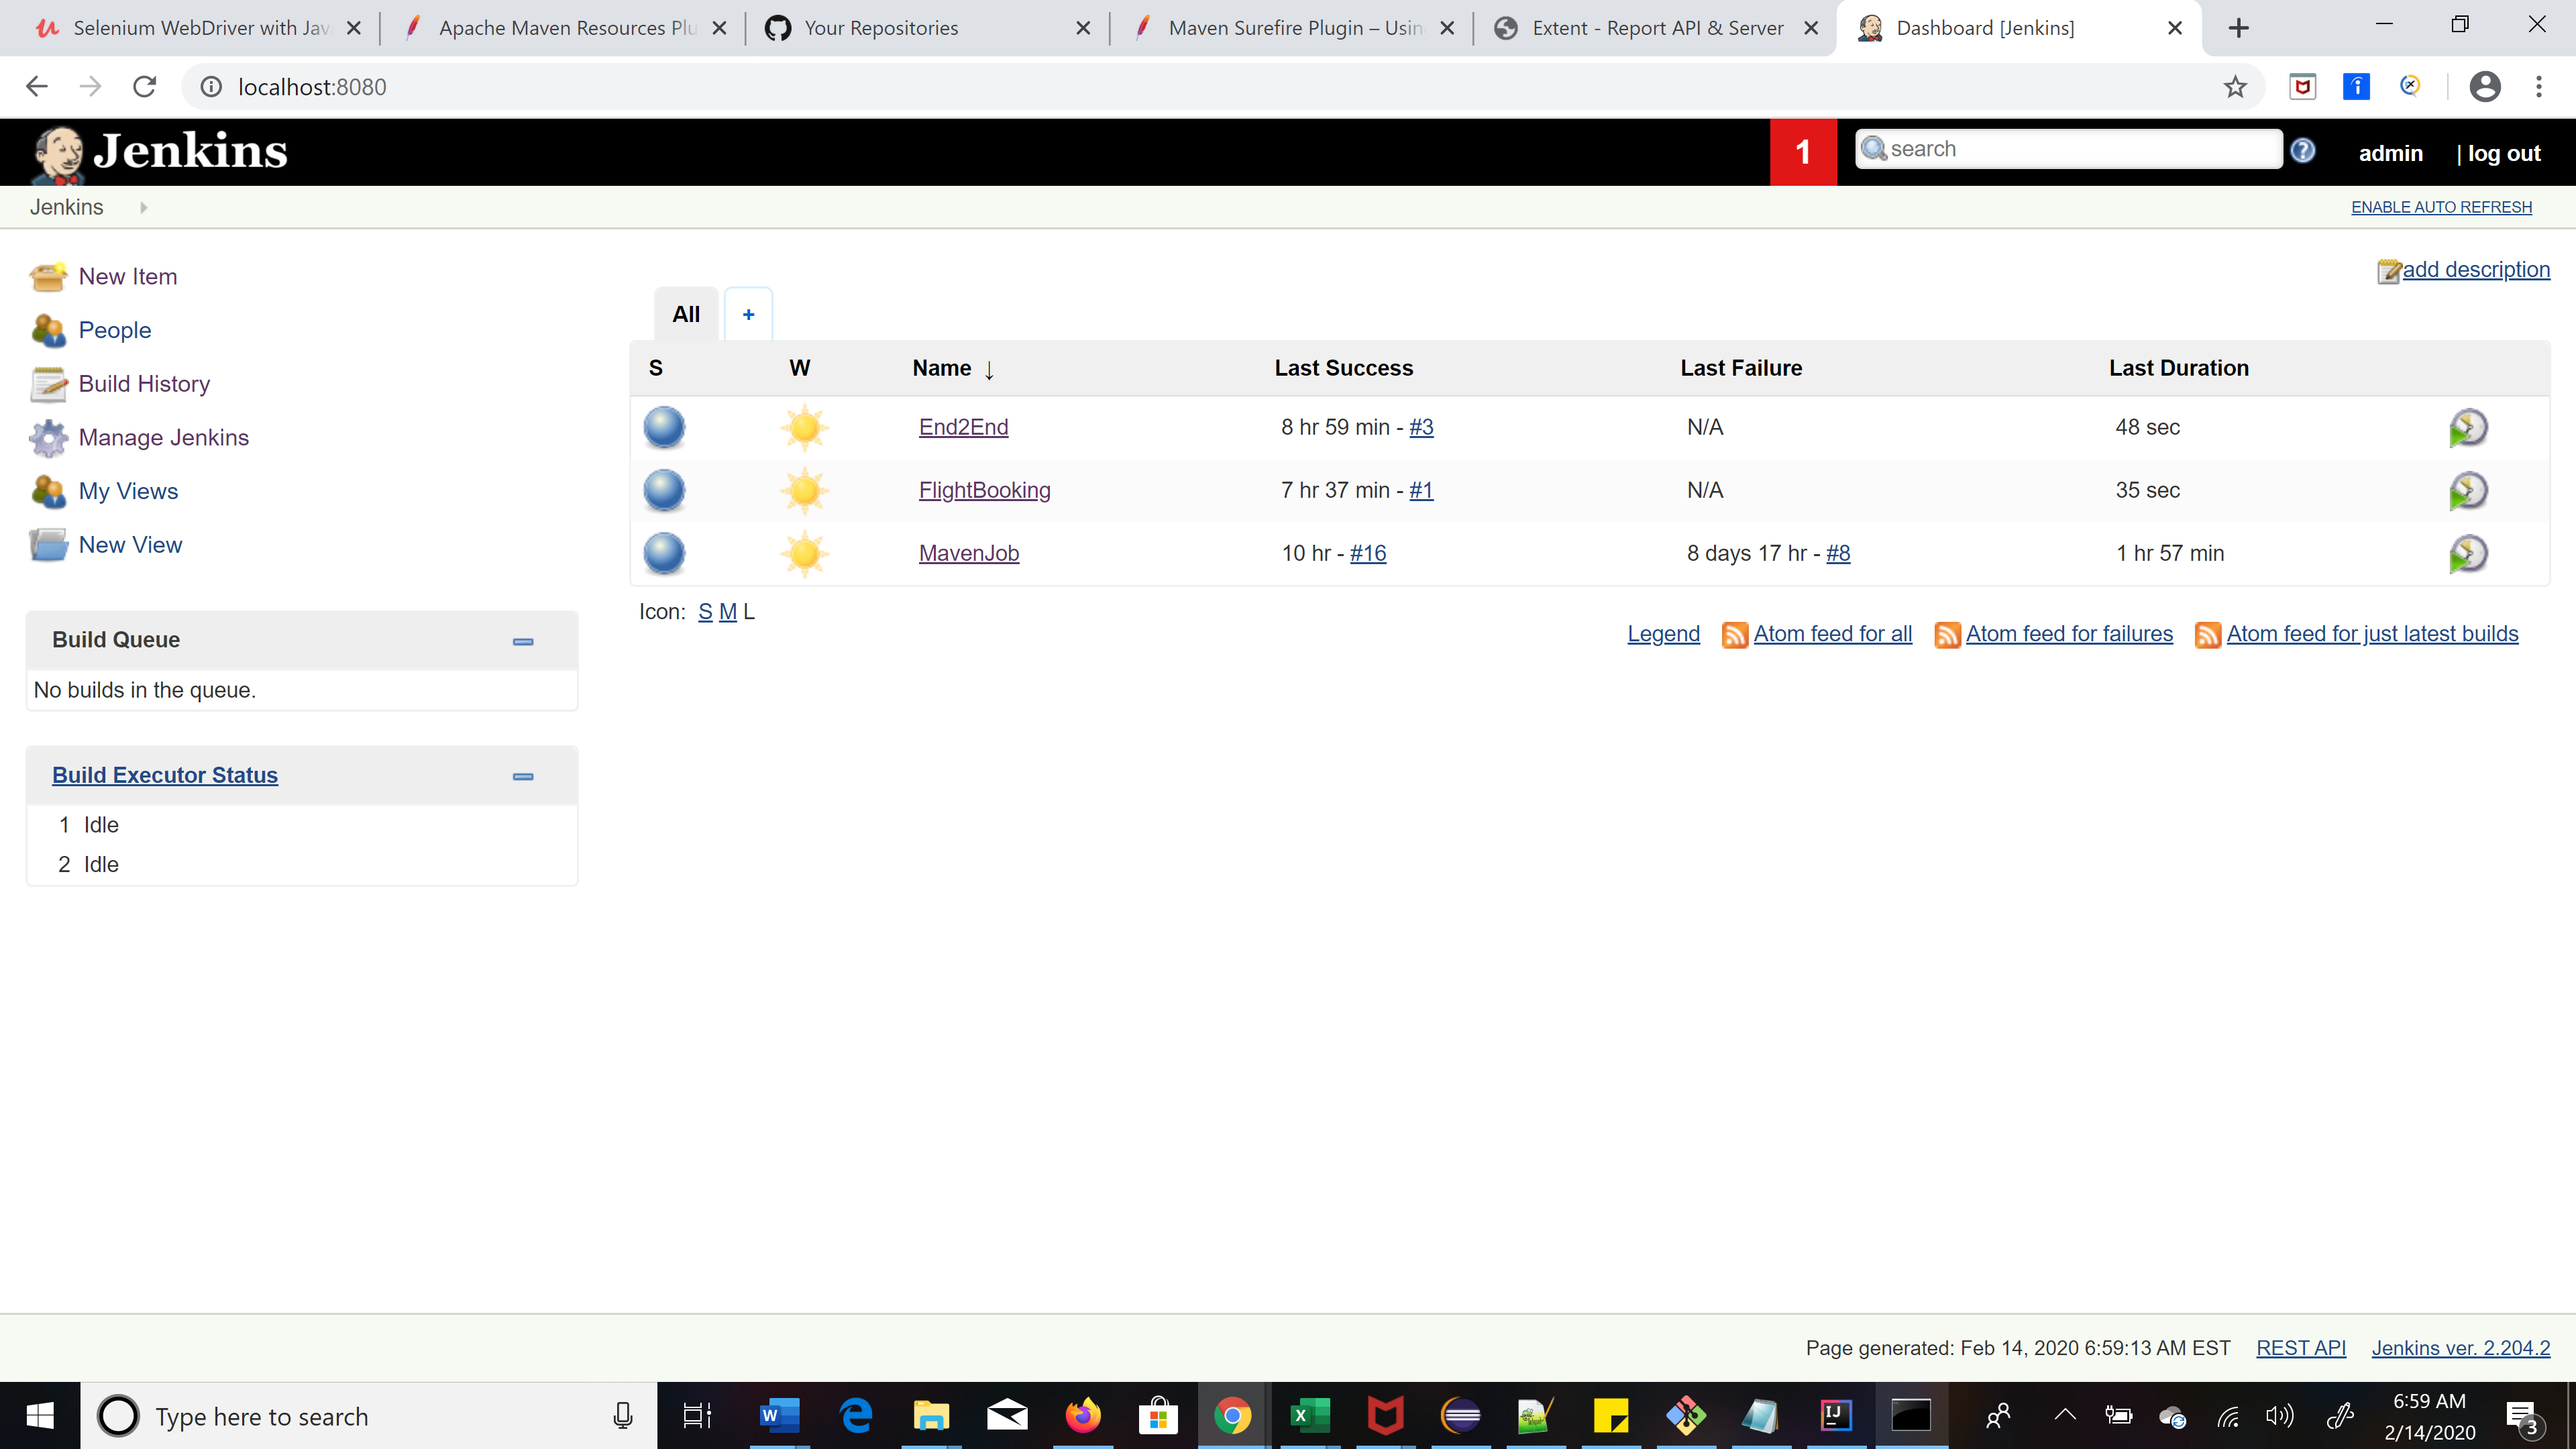 Selenium WebDriver with Jav
Apache Maven Resources Plu
Your Repositories
Maven Surefire Plugin – Usin
Extent - Report API & Server
Dashboard [Jenkins]
localhost:8080
Jenkins
1
search
admin
| log out
Jenkins
ENABLE AUTO REFRESH
New Item
People
Build History
Manage Jenkins
My Views
New View
add description
All
+
S W Name ↓ Last Success Last Failure Last Duration
End2End 8 hr 59 min - #3 N/A 48 sec
FlightBooking 7 hr 37 min - #1 N/A 35 sec
MavenJob 10 hr - #16 8 days 17 hr - #8 1 hr 57 min
Icon: S M L
Legend Atom feed for all Atom feed for failures Atom feed for just latest builds
Build Queue
No builds in the queue.
Build Executor Status
1 Idle
2 Idle
Page generated: Feb 14, 2020 6:59:13 AM EST REST API Jenkins ver. 2.204.2
Type here to search
6:59 AM
2/14/2020
3